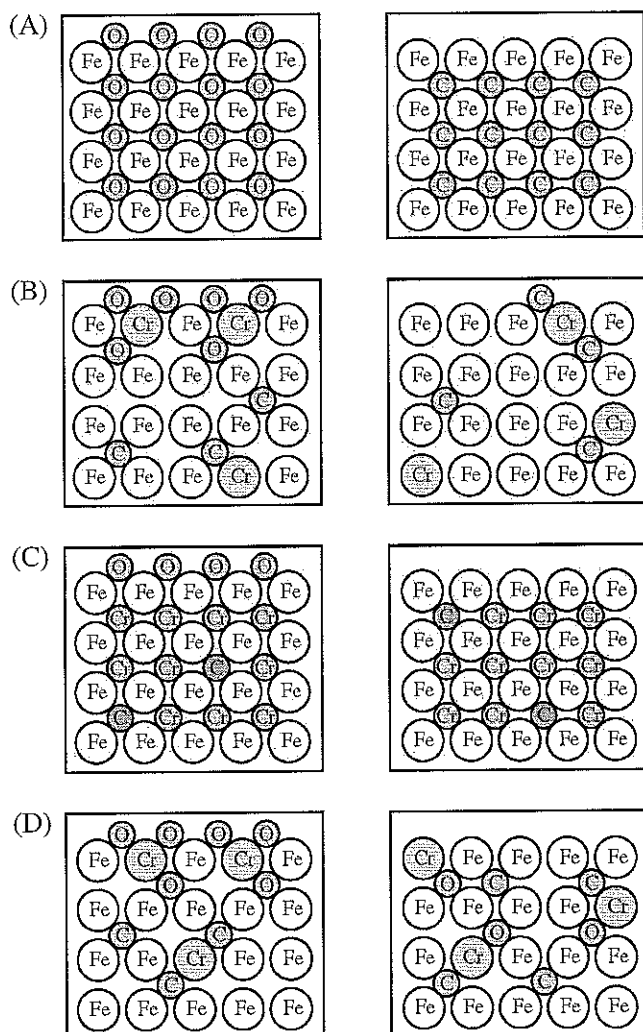 (A)
O O O O
Fe Fe Fe Fe Fe
O O O O
Fe Fe Fe Fe Fe
O O O O
Fe Fe Fe Fe Fe
O O O O
Fe Fe Fe Fe Fe
Fe Fe Fe Fe Fe
C C C C
Fe Fe Fe Fe Fe
C C C C
Fe Fe Fe Fe Fe
C C C C
Fe Fe Fe Fe Fe
(B)
O O O O
Fe Cr Fe Cr Fe
O O
Fe Fe Fe Fe Fe
C
Fe Fe Fe Fe Fe
C C
Fe Fe Fe Cr Fe
C
Fe Fe Fe Cr Fe
C
Fe Fe Fe Fe Fe
C
Fe Fe Fe Fe Cr
C
Cr Fe Fe Fe Fe
(C)
O O O O
Fe Fe Fe Fe Fe
Cr Cr Cr Cr
Fe Fe Fe Fe Fe
Cr Cr C Cr
Fe Fe Fe Fe Fe
C Cr Cr Cr
Fe Fe Fe Fe Fe
Fe Fe Fe Fe Fe
C Cr Cr Cr
Fe Fe Fe Fe Fe
Cr Cr Cr Cr
Fe Fe Fe Fe Fe
Cr Cr C Cr
Fe Fe Fe Fe Fe
(D)
O O O O
Fe Cr Fe Cr Fe
O O
Fe Fe Fe Fe Fe
C C
Fe Fe Cr Fe Fe
C
Fe Fe Fe Fe Fe
Cr Fe Fe Fe Fe
O C C
Fe Fe Fe Fe Cr
O O
Fe Cr Fe Fe Fe
C C
Fe Fe Fe Fe Fe